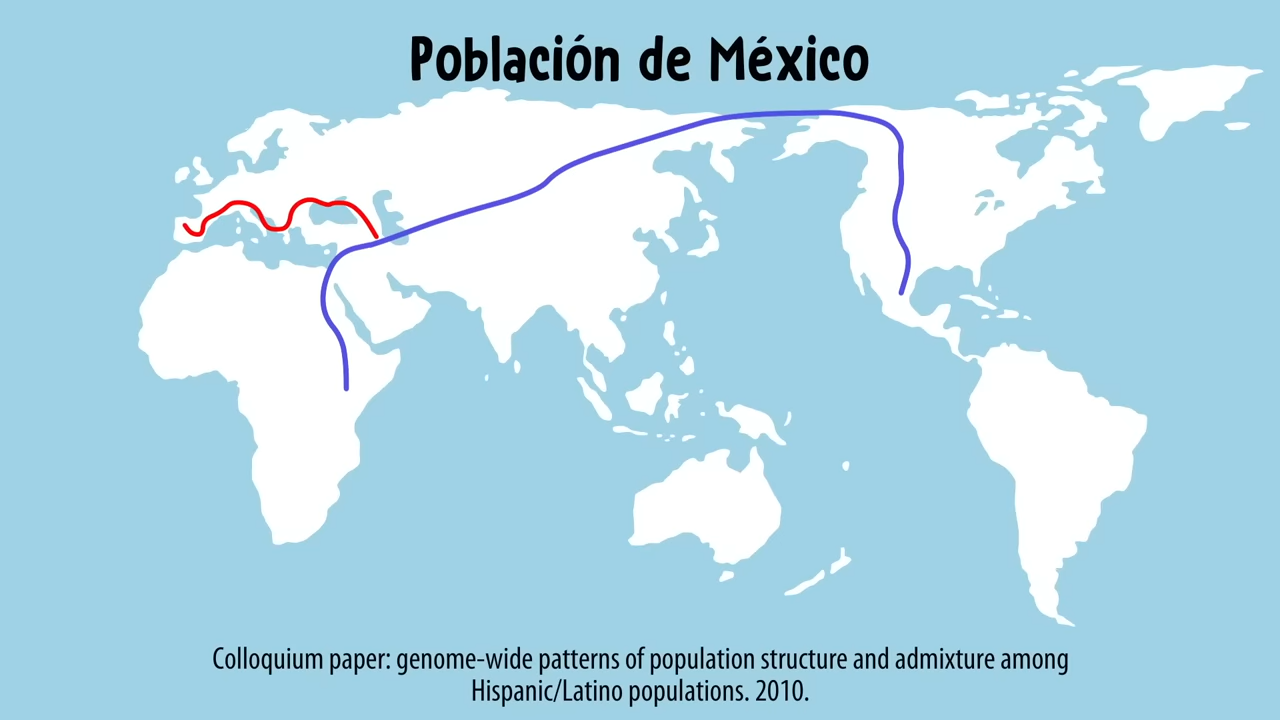 Población de México
Colloquium paper: genome-wide patterns of population structure and admixture among
Hispanic/Latino populations. 2010.